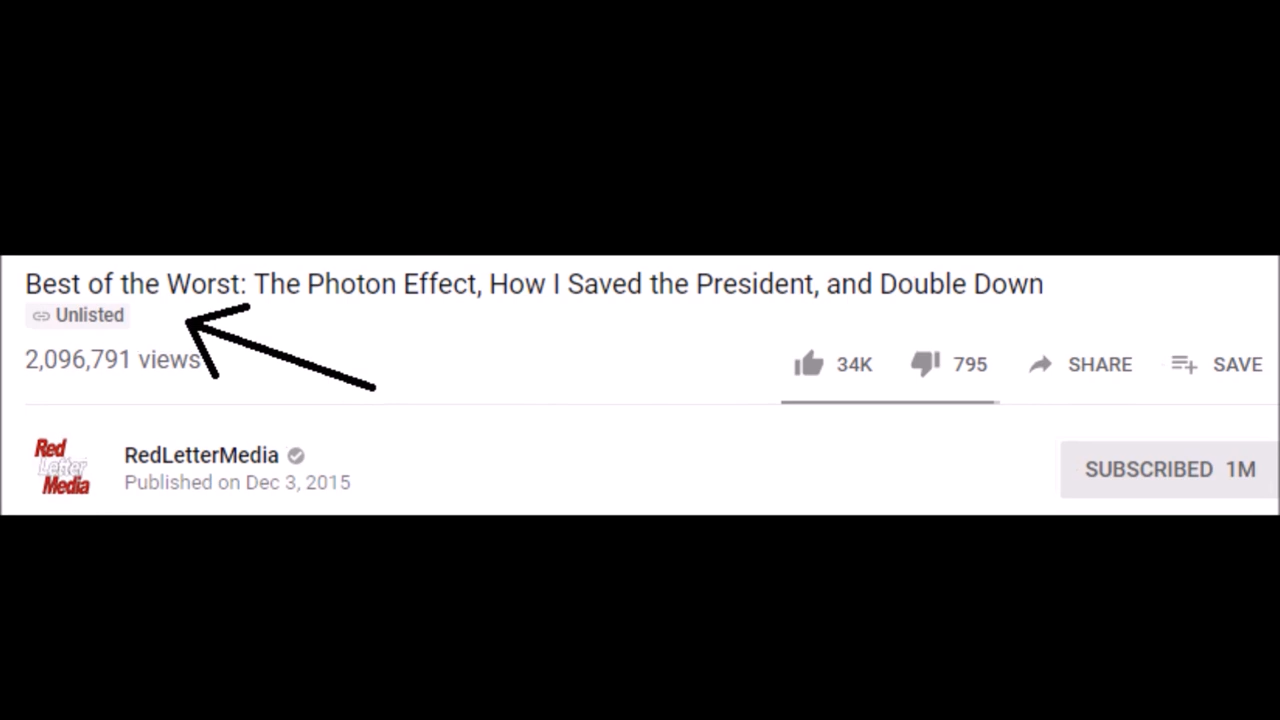 Best of the Worst: The Photon Effect, How I Saved the President, and Double Down
Unlisted
2,096,791 views
34K 795 SHARE SAVE
Red
Letter
Media
RedLetterMedia
Published on Dec 3, 2015
SUBSCRIBED 1M